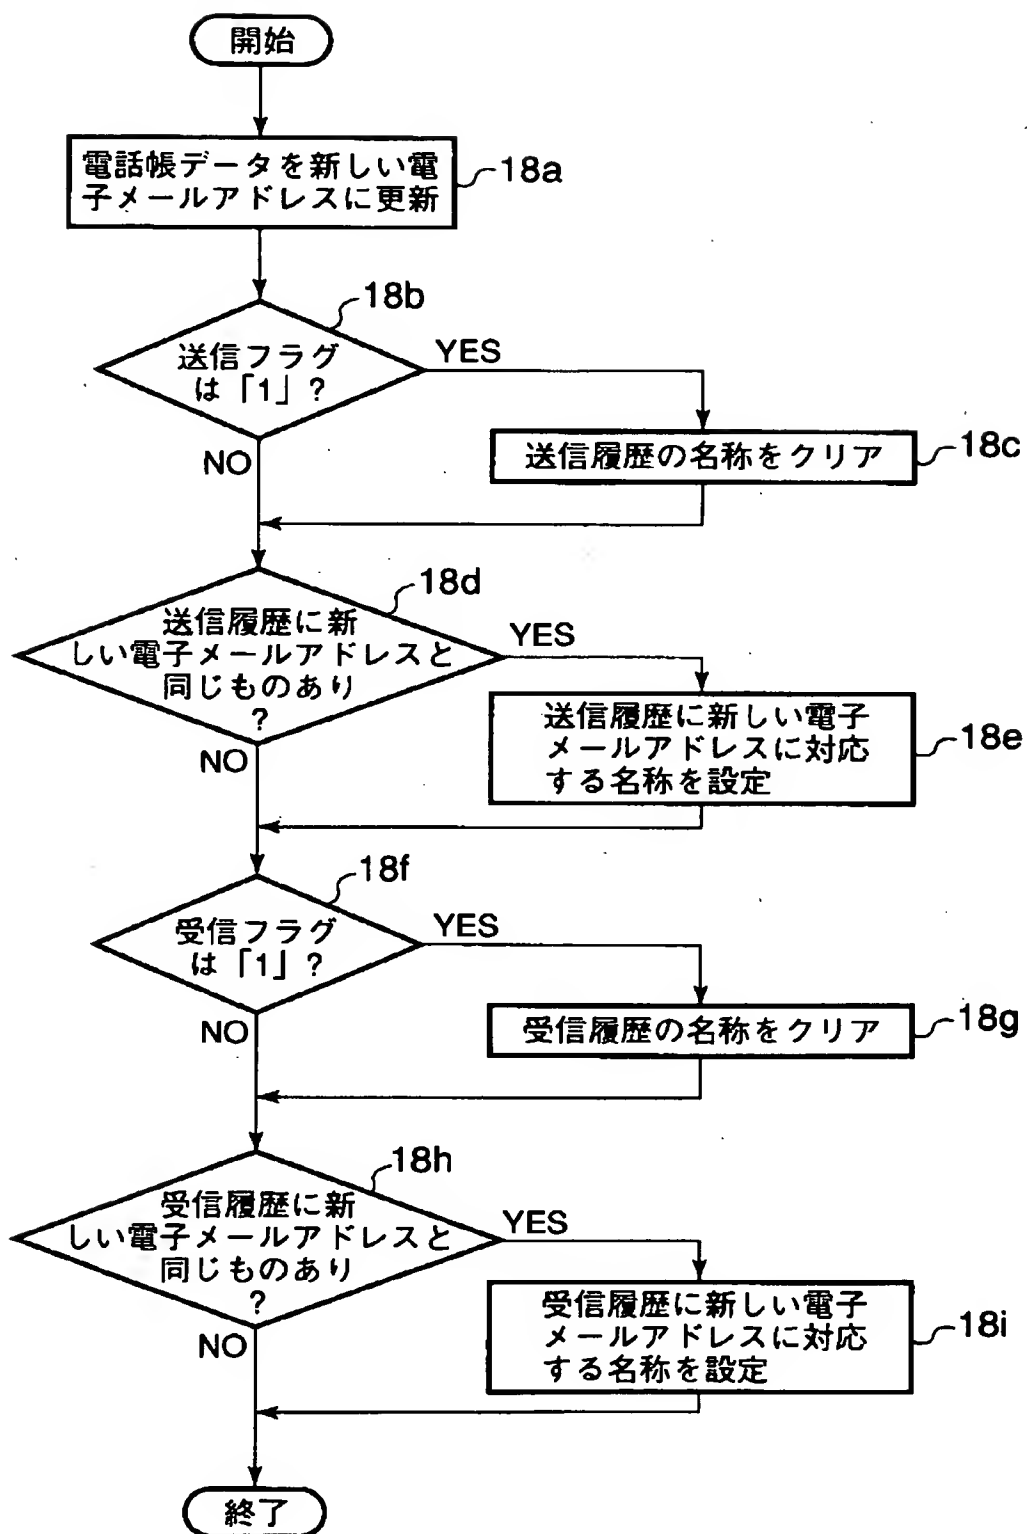 開始
電話帳データを新しい電
子メールアドレスに更新
18a
18b
送信フラグ
は「1」?
YES
NO
送信履歴の名称をクリア
18c
18d
送信履歴に新
しい電子メールアドレスと
同じものあり
?
YES
NO
送信履歴に新しい電子
メールアドレスに対応
する名称を設定
18e
18f
受信フラグ
は「1」?
YES
NO
受信履歴の名称をクリア
18g
18h
受信履歴に新
しい電子メールアドレスと
同じものあり
?
YES
NO
受信履歴に新しい電子
メールアドレスに対応
する名称を設定
18i
終了